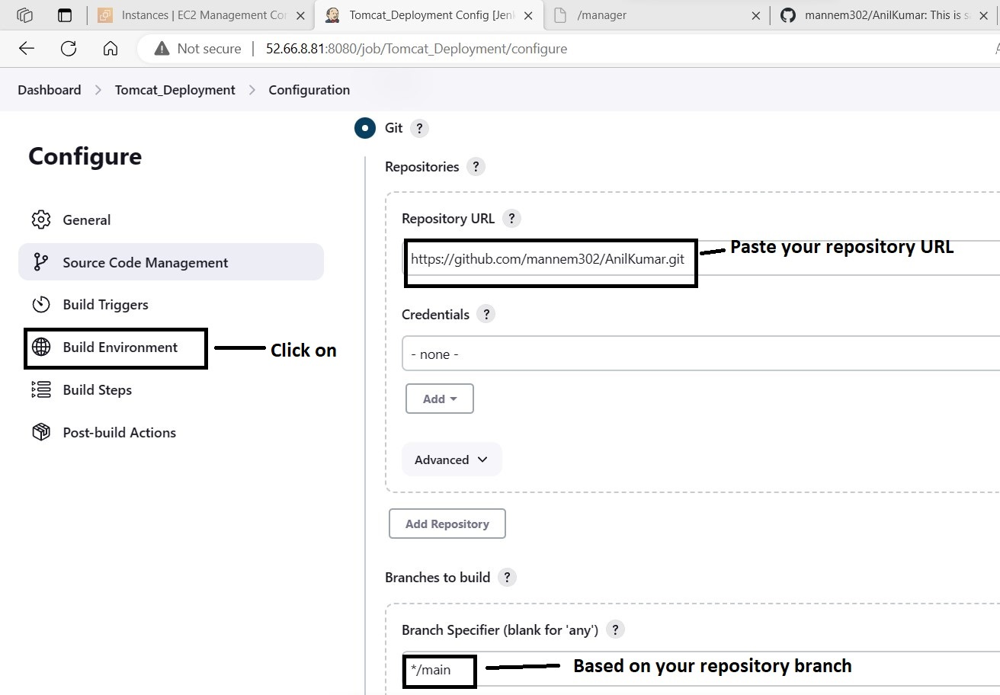 Instances | EC2 Management Cor
Tomcat_Deployment Config [Jenk
/manager
mannem302/AnilKumar: This is sa
Not secure | 52.66.8.81:8080/job/Tomcat_Deployment/configure
Dashboard > Tomcat_Deployment > Configuration
Configure
General
Source Code Management
Build Triggers
Build Environment
Click on
Build Steps
Post-build Actions
Git ?
Repositories ?
Repository URL ?
https://github.com/mannem302/AnilKumar.git
Paste your repository URL
Credentials ?
- none -
Add
Advanced
Add Repository
Branches to build ?
Branch Specifier (blank for 'any') ?
*/main
Based on your repository branch